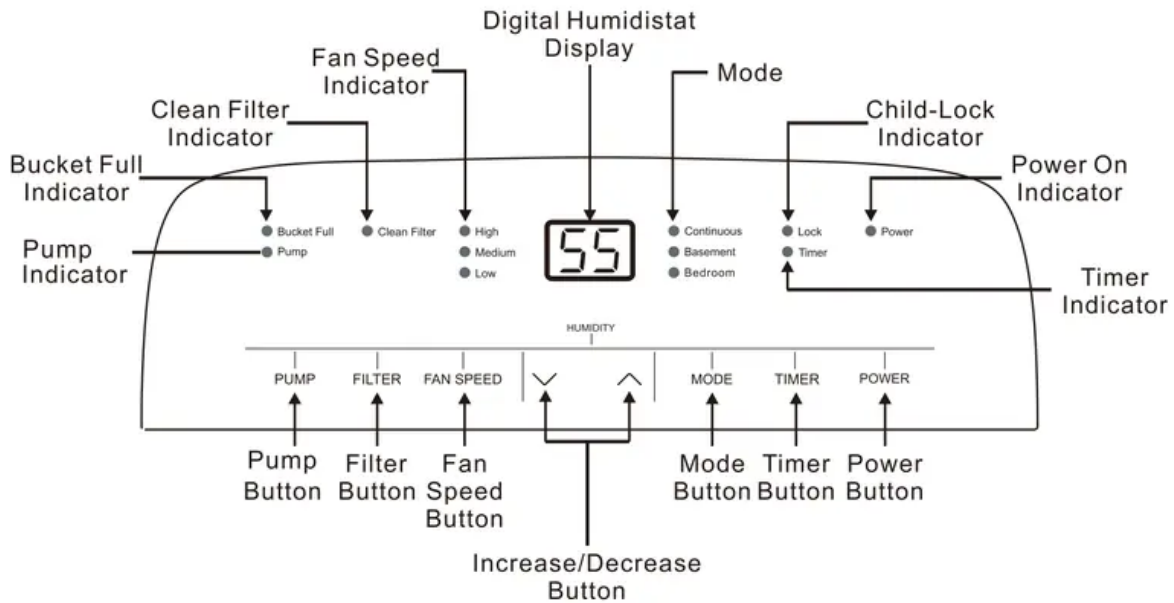 Digital Humidistat
Display
Fan Speed
Indicator
Mode
Clean Filter
Indicator
Child-Lock
Indicator
Bucket Full
Indicator
Power On
Indicator
Pump
Indicator
Timer
Indicator
Bucket Full
Pump
Clean Filter
High
Medium
Low
55
Continuous
Basement
Bedroom
Lock
Timer
Power
HUMIDITY
PUMP
FILTER
FAN SPEED
MODE
TIMER
POWER
Pump
Button
Filter
Button
Fan
Speed
Button
Mode
Button
Timer
Button
Power
Button
Increase/Decrease
Button